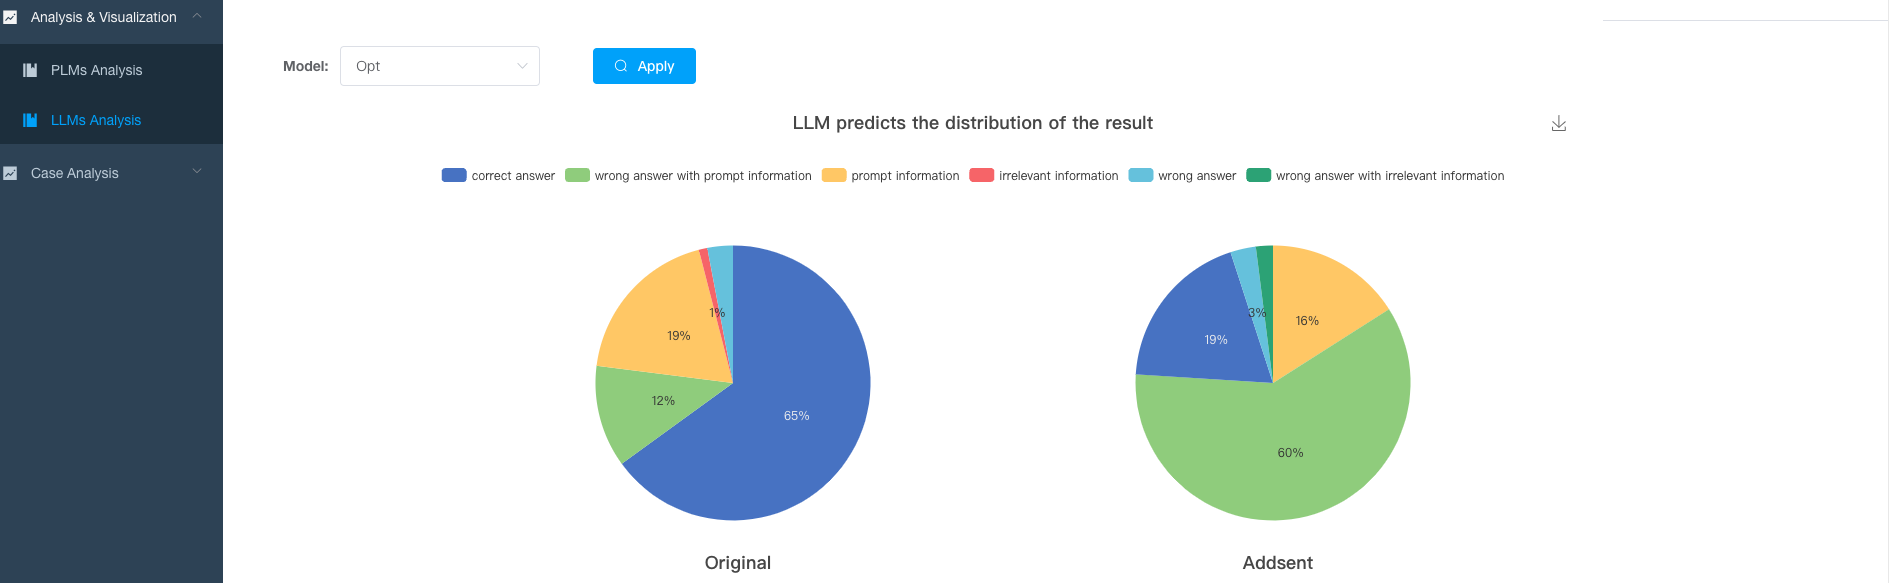 Analysis & Visualization
PLMs Analysis
LLMs Analysis
Case Analysis
Model: Opt Apply
LLM predicts the distribution of the result
correct answer wrong answer with prompt information prompt information irrelevant information wrong answer wrong answer with irrelevant information
1%
19%
12%
65%
Original
3%
16%
19%
60%
Addsent